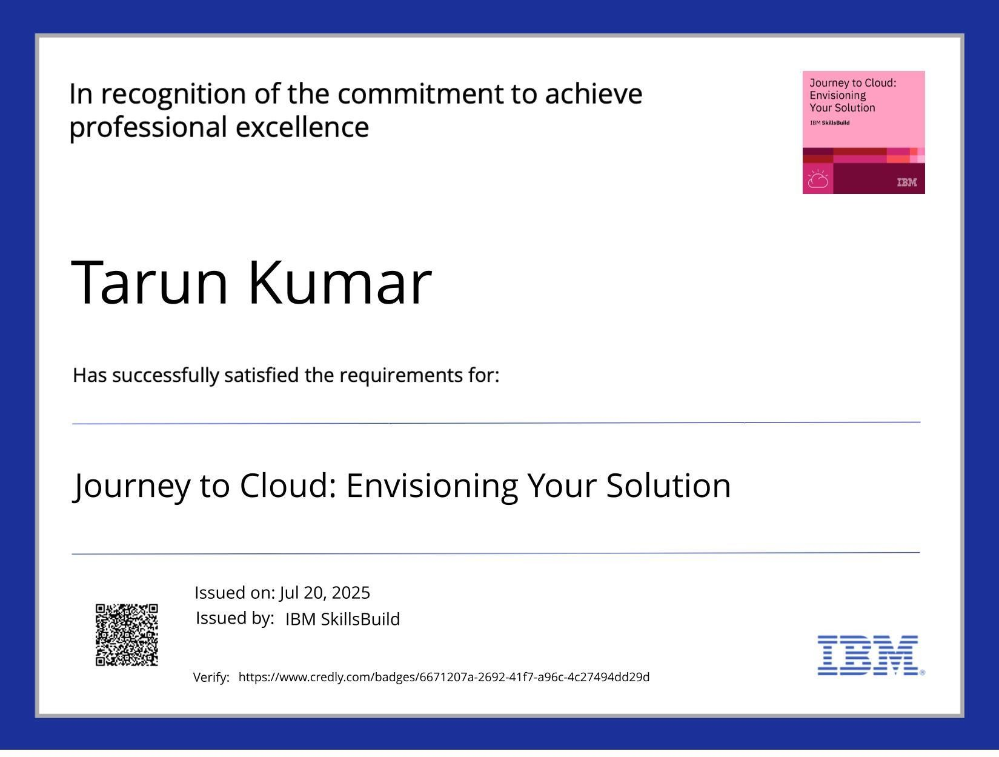 In recognition of the commitment to achieve
professional excellence
Journey to Cloud:
Envisioning
Your Solution
IBM SkillsBuild
IBM
Tarun Kumar
Has successfully satisfied the requirements for:
Journey to Cloud: Envisioning Your Solution
Issued on: Jul 20, 2025
Issued by: IBM SkillsBuild
Verify: https://www.credly.com/badges/6671207a-2692-41f7-a96c-4c27494dd29d
IBM®